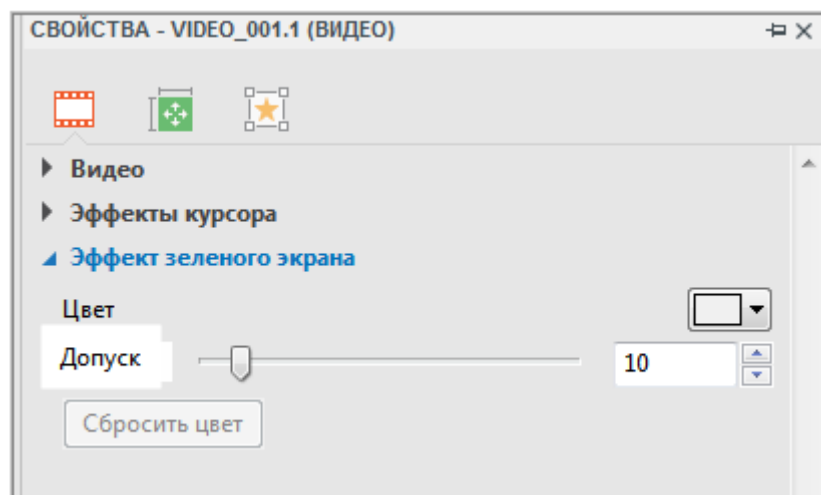 СВОЙСТВА - VIDEO_001.1 (ВИДЕО)
Видео
Эффекты курсора
Эффект зеленого экрана
Цвет
Допуск 10
Сбросить цвет